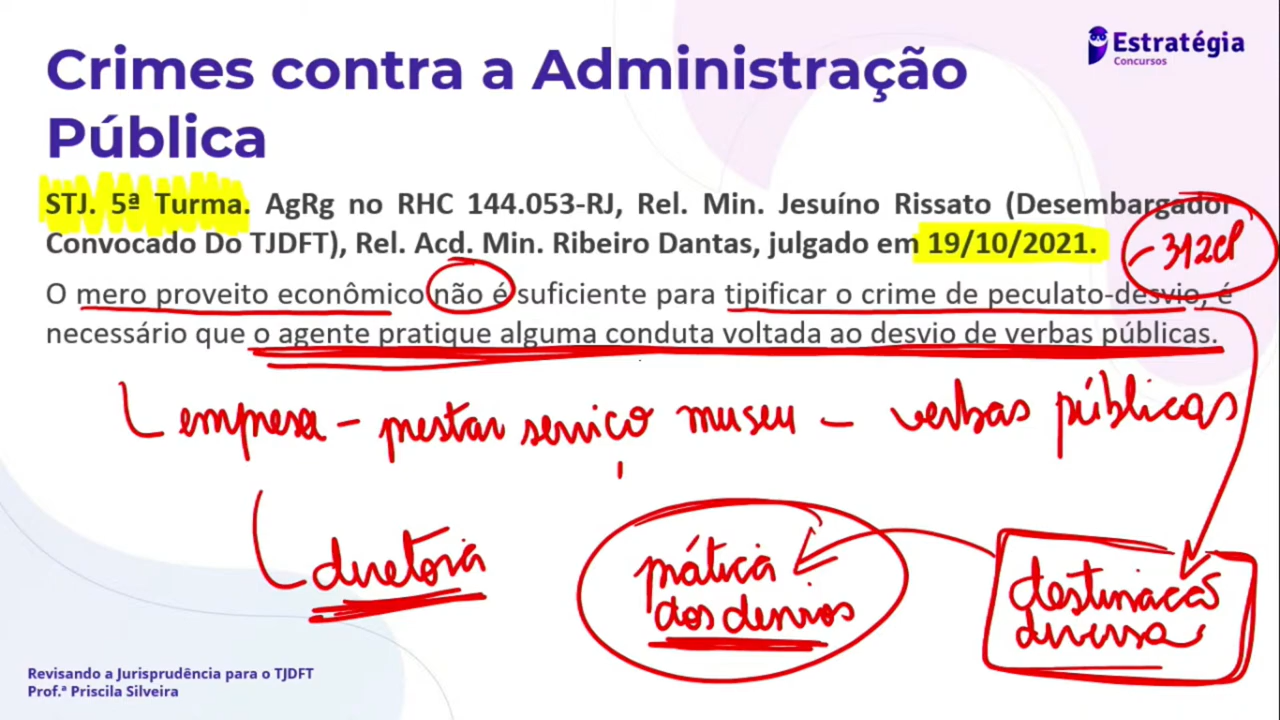 Crimes contra a Administração
Pública
Estratégia
Concursos
STJ. 5ª Turma. AgRg no RHC 144.053-RJ, Rel. Min. Jesuíno Rissato (Desembargador
Convocado Do TJDFT), Rel. Acd. Min. Ribeiro Dantas, julgado em 19/10/2021.
- 312CP
O mero proveito econômico não é suficiente para tipificar o crime de peculato-desvio, é
necessário que o agente pratique alguma conduta voltada ao desvio de verbas públicas.
empresa - prestar serviço museu - verbas públicas
diretora
prática
dos desvios
destinação
diversa
Revisando a Jurisprudência para o TJDFT
Prof.ª Priscila Silveira